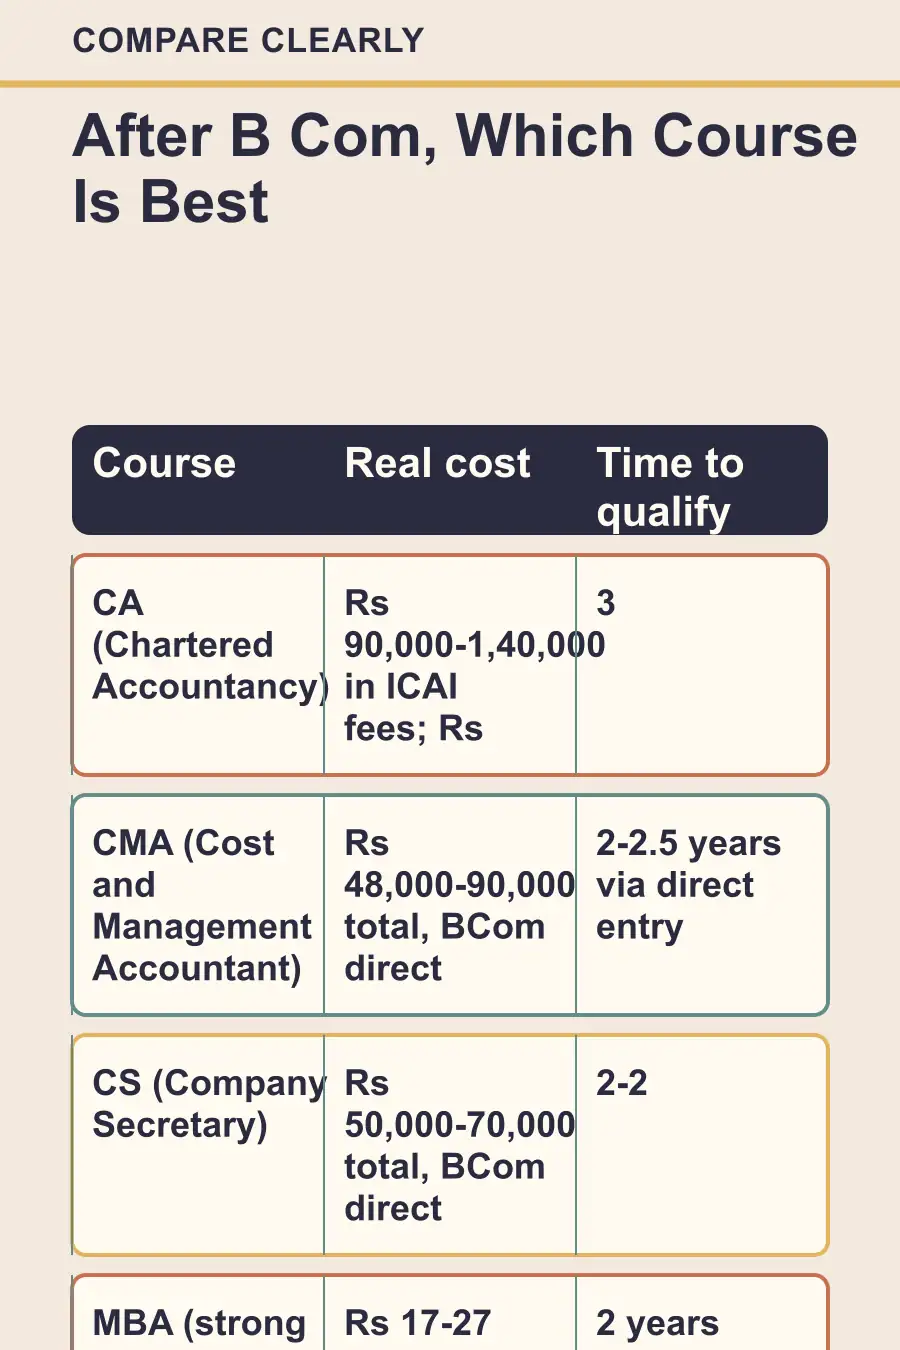 COMPARE CLEARLY
After B Com, Which Course
Is Best
Course
Real cost
Time to
qualify
CA
(Chartered
Accountancy)
Rs
90,000-1,40,000
in ICAI
fees; Rs
3
CMA (Cost
and
Management
Accountant)
Rs
48,000-90,000
total, BCom
direct
2-2.5 years
via direct
entry
CS (Company
Secretary)
Rs
50,000-70,000
total, BCom
direct
2-2
MBA (strong
Rs 17-27
2 years